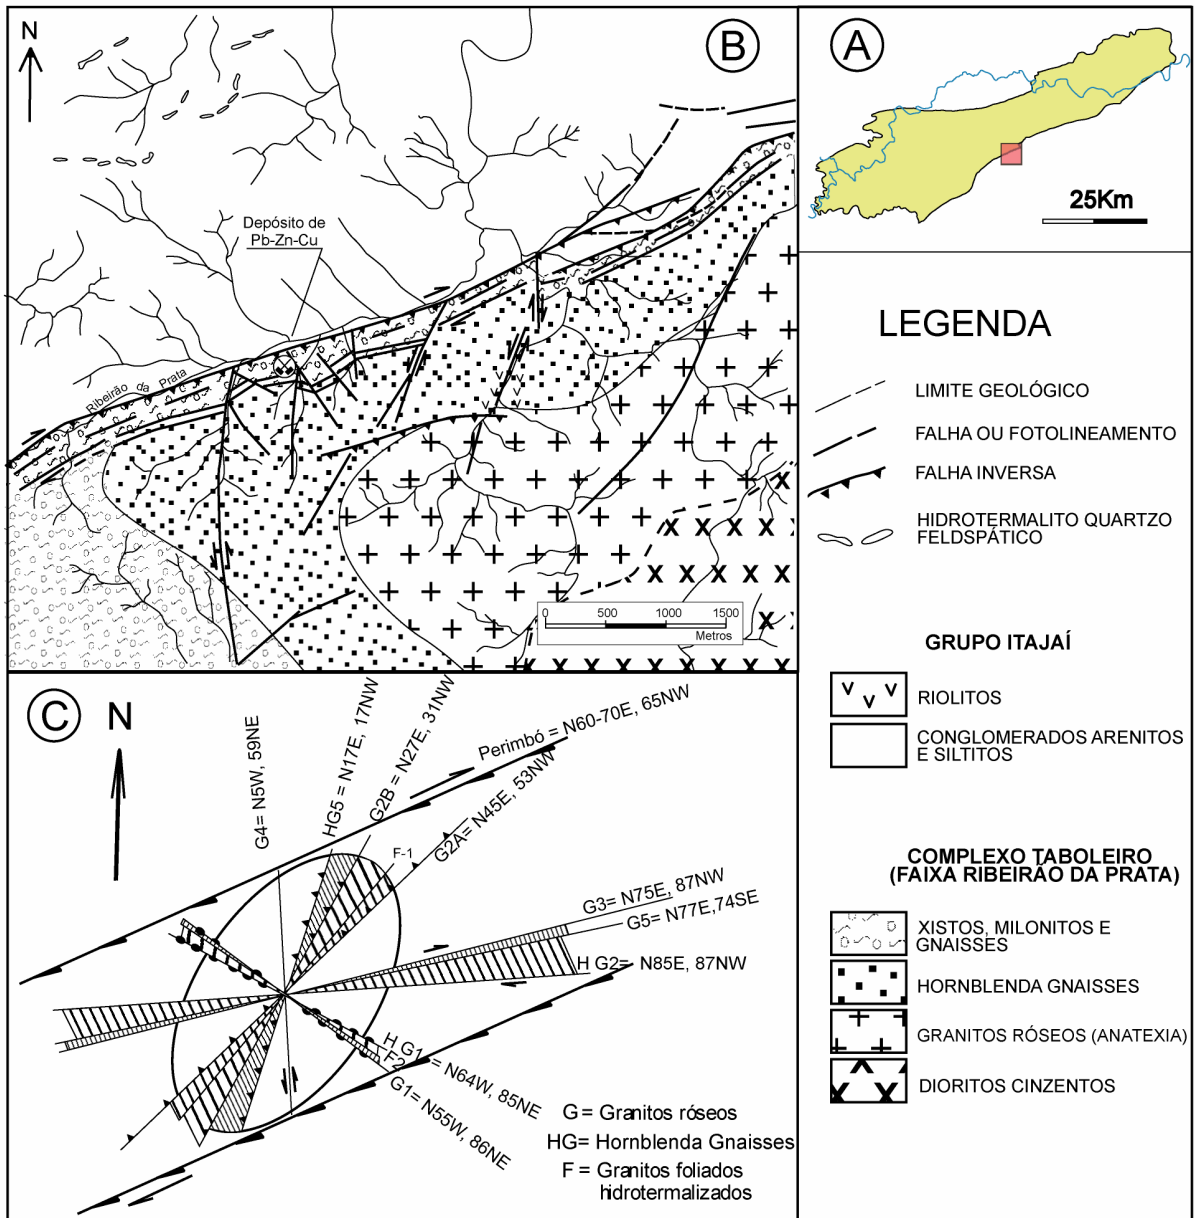 N
B
Depósito de
Pb-Zn-Cu
Ribeirão da Prata
0 500 1000 1500
Metros
A
25Km
LEGENDA
LIMITE GEOLÓGICO
FALHA OU FOTOLINEAMENTO
FALHA INVERSA
HIDROTERMALITO QUARTZO
FELDSPÁTICO
GRUPO ITAJAÍ
RIOLITOS
CONGLOMERADOS ARENITOS
E SILTITOS
COMPLEXO TABOLEIRO
(FAIXA RIBEIRÃO DA PRATA)
XISTOS, MILONITOS E
GNAISSES
HORNBLENDA GNAISSES
GRANITOS RÓSEOS (ANATEXIA)
DIORITOS CINZENTOS
C
N
G4= N5W, 59NE
HG5 = N17E, 17NW
G2B= N27E, 31NW
Perimbó = N60-70E, 65NW
F-1
G2A= N45E, 53NW
G3= N75E, 87NW
G5= N77E,74SE
H G2= N85E, 87NW
H G1 = N64W, 85NE
F2
G1= N55W, 86NE
G = Granitos róseos
HG= Hornblenda Gnaisses
F = Granitos foliados
hidrotermalizados